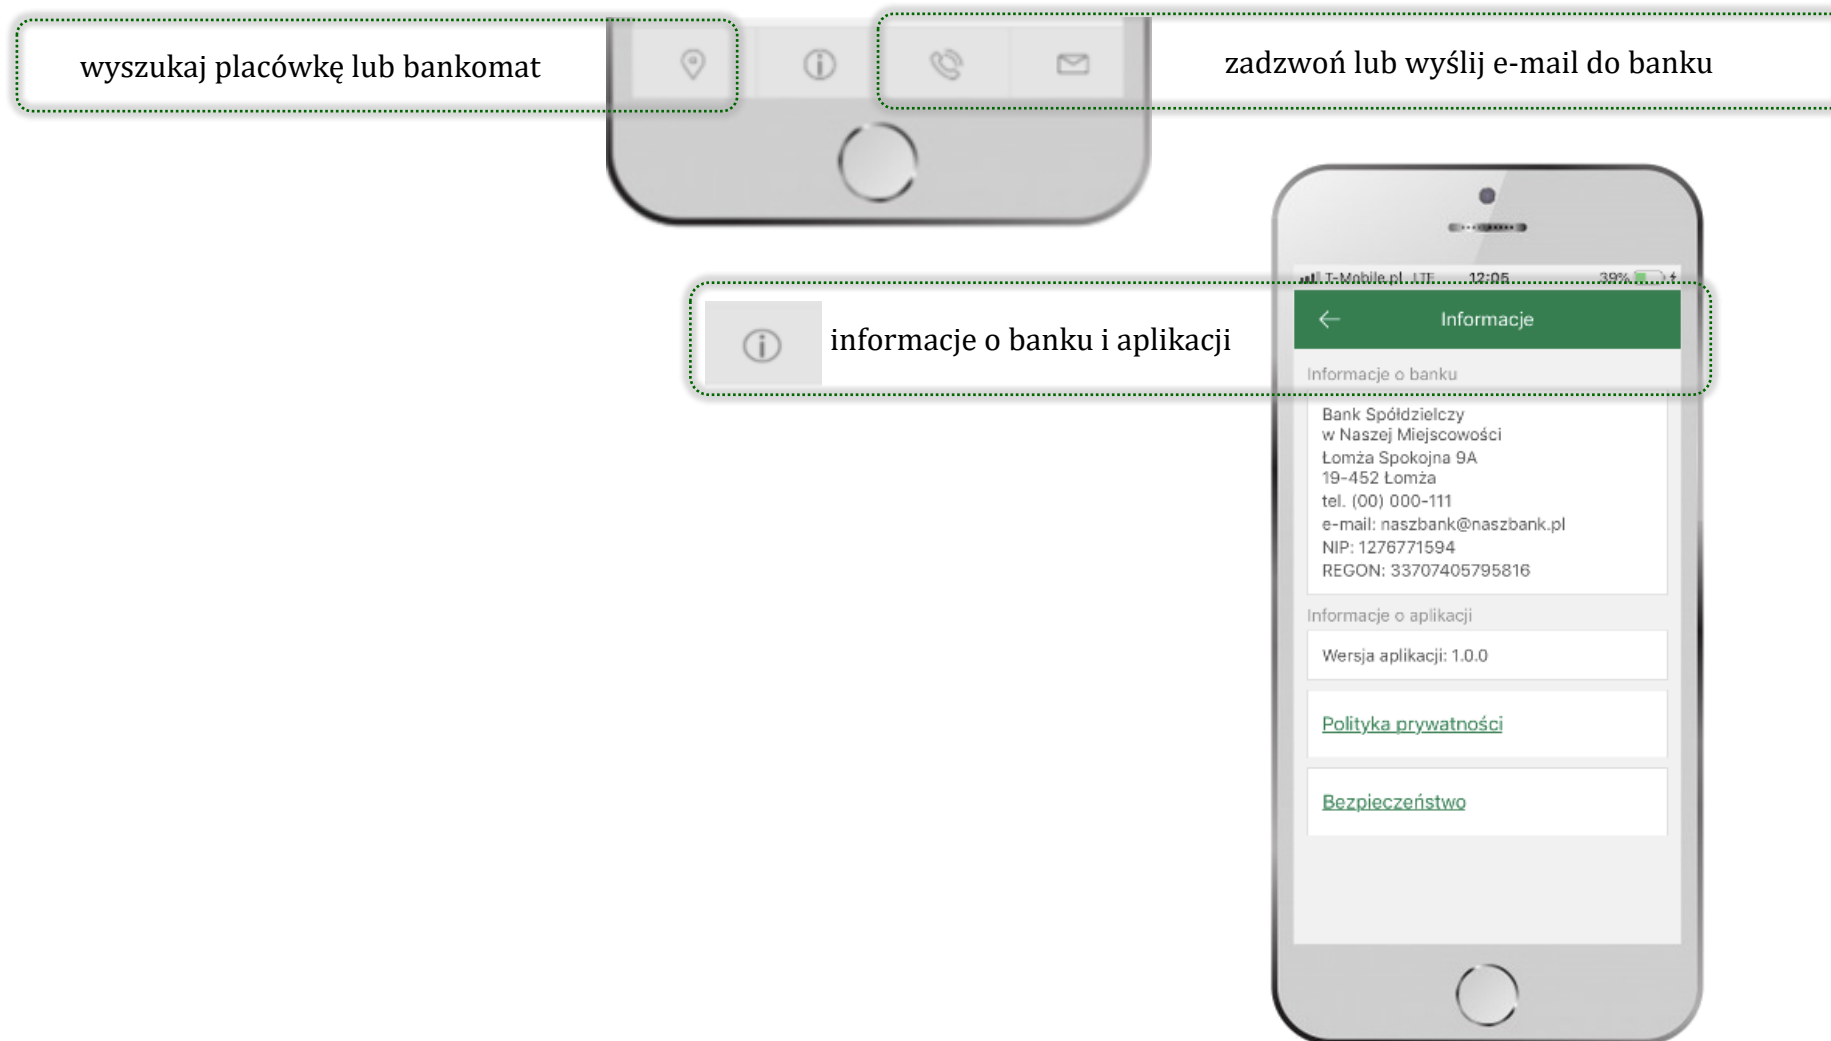 wyszukaj placówkę lub bankomat
zadzwoń lub wyślij e-mail do banku
T-Mobile.pl LTE 12:05 39%
informacje o banku i aplikacji
Informacje
Informacje o banku
Bank Spółdzielczy
w Naszej Miejscowości
Łomża Spokojna 9A
19-452 Łomża
tel. (00) 000-111
e-mail: naszbank@naszbank.pl
NIP: 1276771594
REGON: 33707405795816
Informacje o aplikacji
Wersja aplikacji: 1.0.0
Polityka prywatności
Bezpieczeństwo